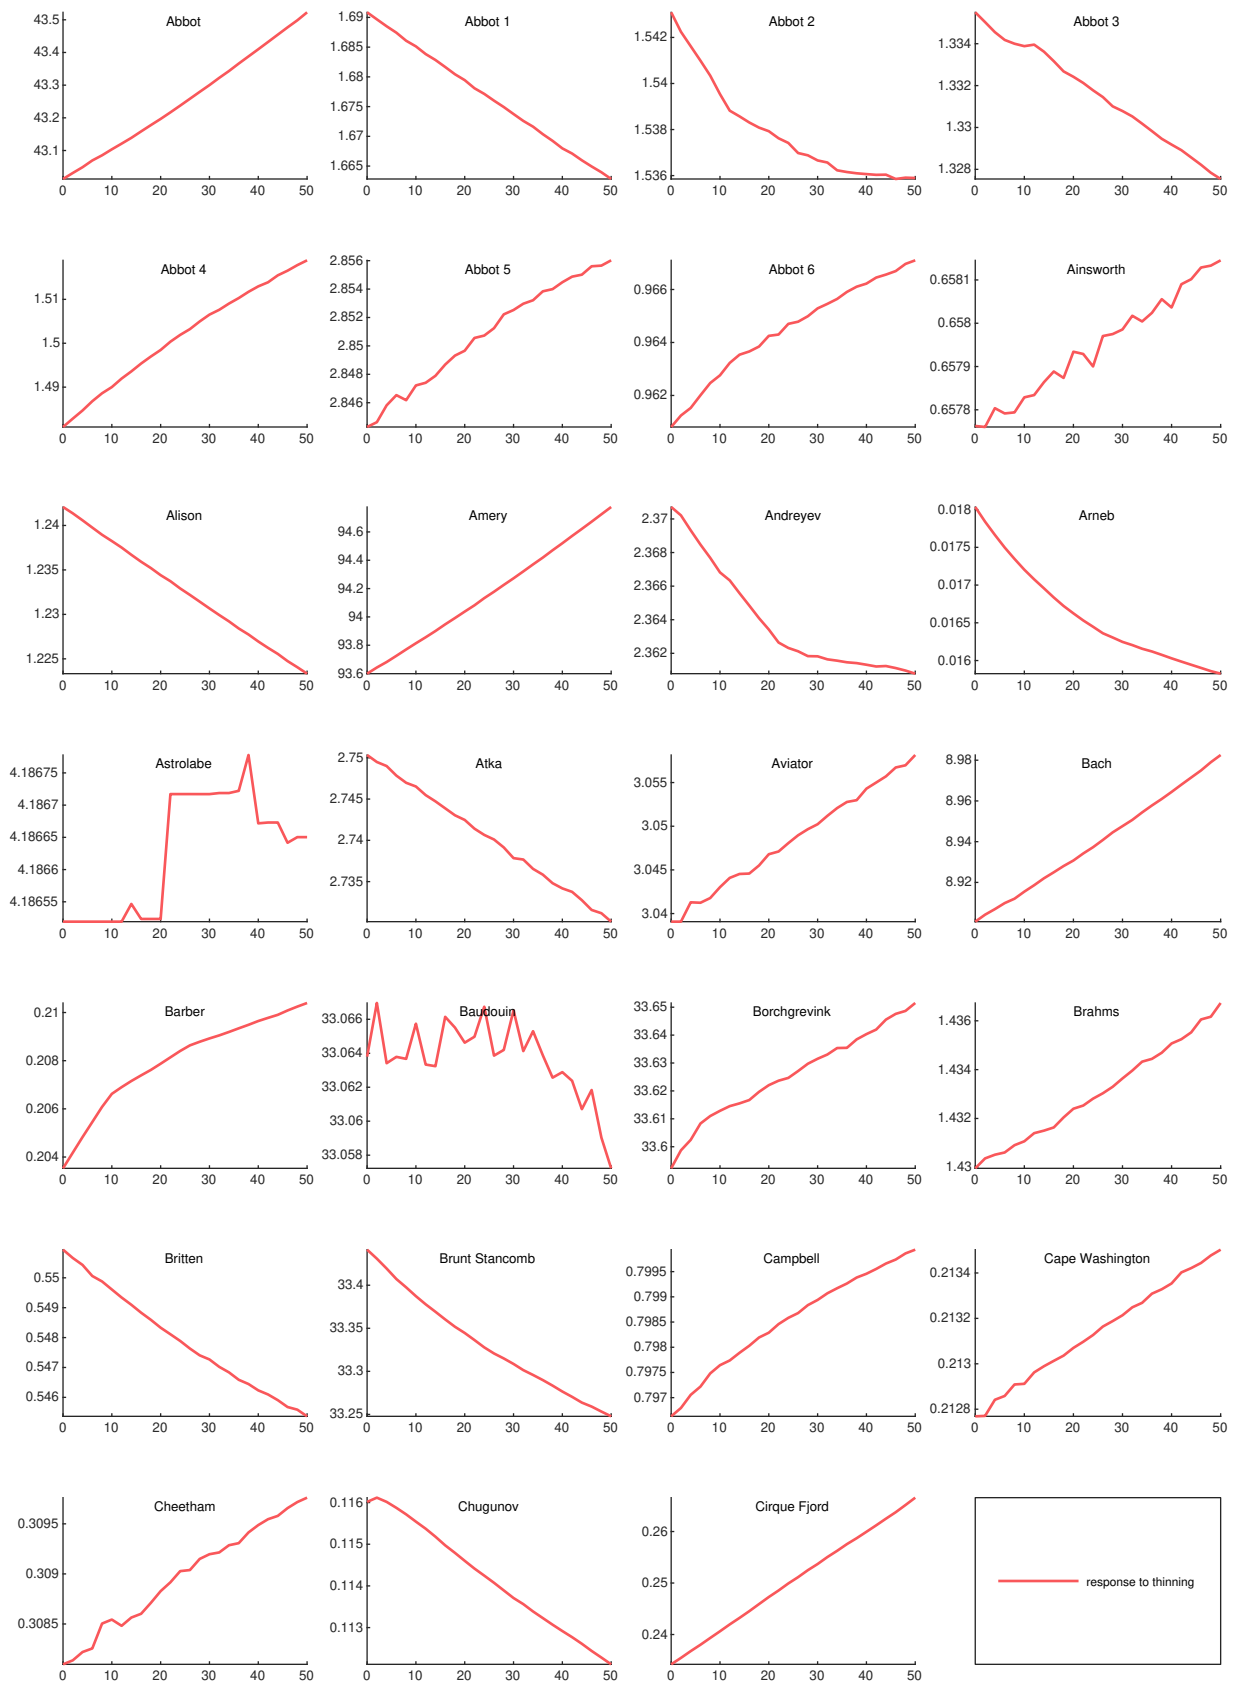 Abbot
43.5
43.4
43.3
43.2
43.1
0 10 20 30 40 50
Abbot 1
1.69
1.685
1.68
1.675
1.67
1.665
0 10 20 30 40 50
Abbot 2
1.542
1.54
1.538
1.536
0 10 20 30 40 50
Abbot 3
1.334
1.332
1.33
1.328
0 10 20 30 40 50
Abbot 4
1.51
1.5
1.49
0 10 20 30 40 50
Abbot 5
2.856
2.854
2.852
2.85
2.848
2.846
0 10 20 30 40 50
Abbot 6
0.966
0.964
0.962
0 10 20 30 40 50
Ainsworth
0.6581
0.658
0.6579
0.6578
0 10 20 30 40 50
Alison
1.24
1.235
1.23
1.225
0 10 20 30 40 50
Amery
94.6
94.4
94.2
94
93.8
93.6
0 10 20 30 40 50
Andreyev
2.37
2.368
2.366
2.364
2.362
0 10 20 30 40 50
Arneb
0.018
0.0175
0.017
0.0165
0.016
0 10 20 30 40 50
Astrolabe
4.18675
4.1867
4.18665
4.1866
4.18655
0 10 20 30 40 50
Atka
2.75
2.745
2.74
2.735
0 10 20 30 40 50
Aviator
3.055
3.05
3.045
3.04
0 10 20 30 40 50
Bach
8.98
8.96
8.94
8.92
0 10 20 30 40 50
Barber
0.21
0.208
0.206
0.204
0 10 20 30 40 50
Baudouin
33.066
33.064
33.062
33.06
33.058
0 10 20 30 40 50
Borchgrevink
33.65
33.64
33.63
33.62
33.61
33.6
0 10 20 30 40 50
Brahms
1.436
1.434
1.432
1.43
0 10 20 30 40 50
Britten
0.55
0.549
0.548
0.547
0.546
0 10 20 30 40 50
Brunt Stancomb
33.4
33.35
33.3
33.25
0 10 20 30 40 50
Campbell
0.7995
0.799
0.7985
0.798
0.7975
0.797
0 10 20 30 40 50
Cape Washington
0.2134
0.2132
0.213
0.2128
0 10 20 30 40 50
Cheetham
0.3095
0.309
0.3085
0 10 20 30 40 50
Chugunov
0.116
0.115
0.114
0.113
0 10 20 30 40 50
Cirque Fjord
0.26
0.25
0.24
0 10 20 30 40 50
response to thinning